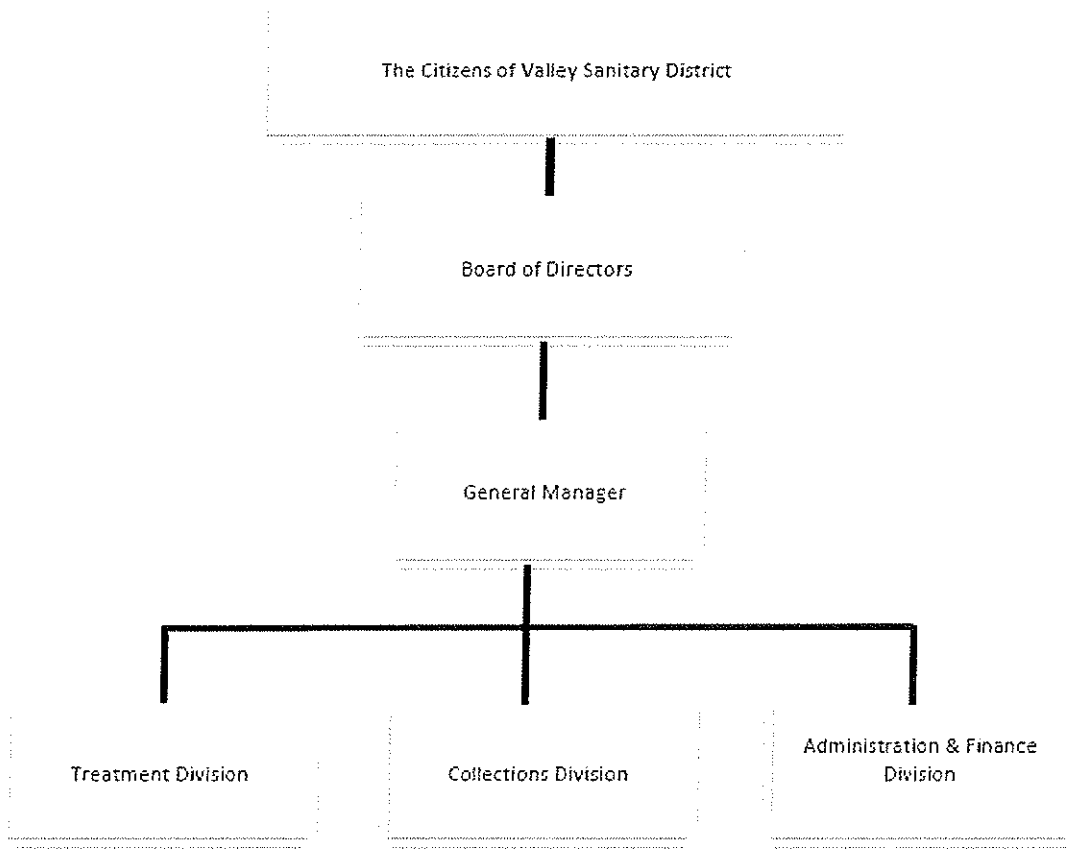 The Citizens of Valley Sanitary District
Board of Directors
General Manager
Treatment Division
Collections Division
Administration & Finance
Division